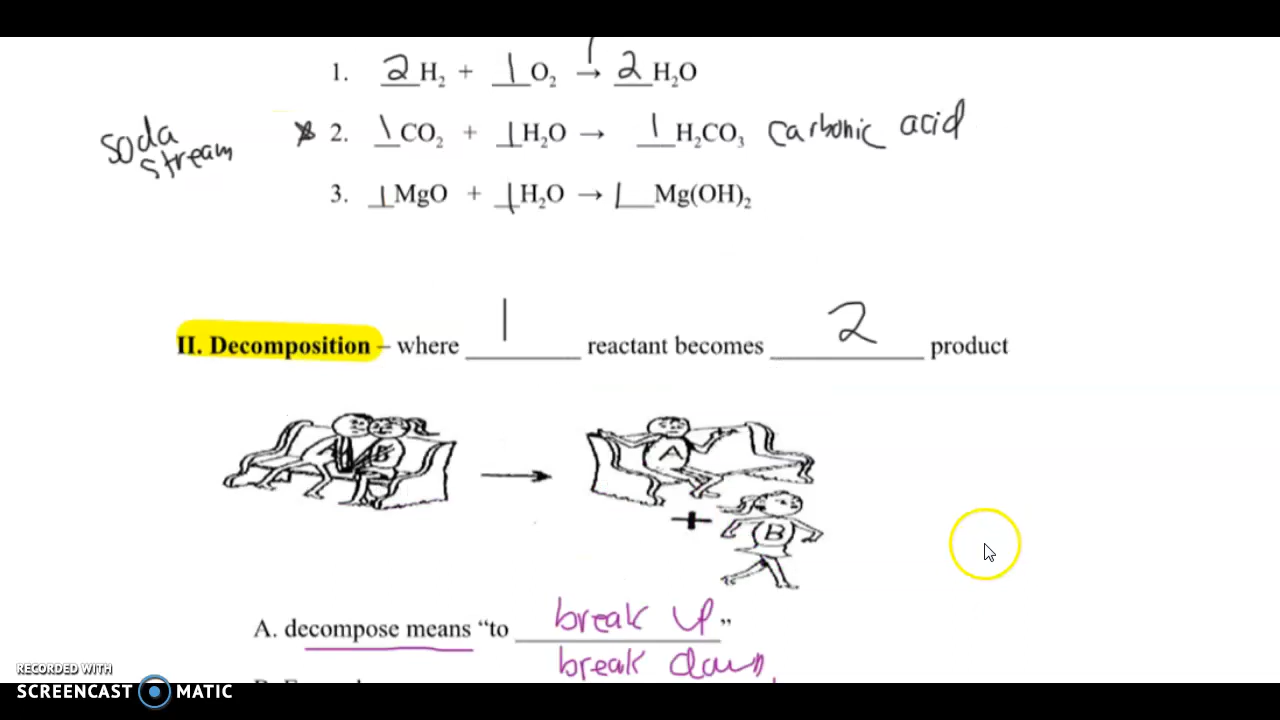 1. 2 H₂ + 1 O₂ → 2 H₂O
soda stream
2. 1 CO₂ + 1 H₂O → 1 H₂CO₃ carbonic acid
3. 1 MgO + 1 H₂O → 1 Mg(OH)₂
II. Decomposition – where 1 reactant becomes 2 product
A B
A
+ B
A. decompose means “to break up”
break down
RECORDED WITH
SCREENCAST MATIC